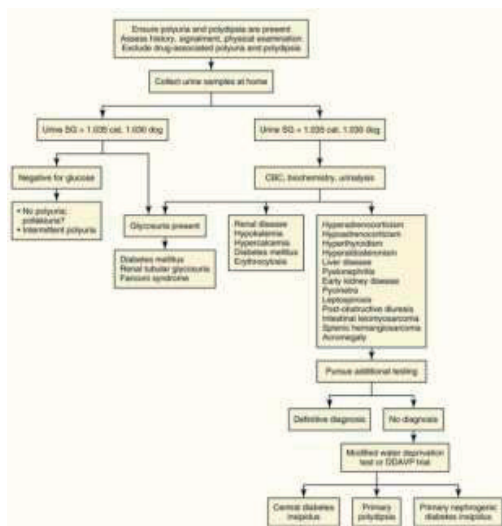 Ensure polyuria and polydipsia are present
Assess history, signalment, physical examination
Exclude drug-associated polyuria and polydipsia
Collect urine samples at home
Urine SG > 1.035 cat, 1.030 dog
Urine SG < 1.035 cat, 1.030 dog
Negative for glucose
CBC, biochemistry, urinalysis
• No polyuria;
pollakiuria?
• Intermittent polyuria
Glycosuria present
Renal disease
Hypokalemia
Hypercalcemia
Diabetes mellitus
Erythrocytosis
Hyperadrenocorticism
Hypoadrenocorticism
Hyperthyroidism
Hyperaldosteronism
Liver disease
Pyelonephritis
Early kidney disease
Pyometra
Leptospirosis
Post-obstructive diuresis
Intestinal leiomyosarcoma
Splenic hemangiosarcoma
Acromegaly
Diabetes mellitus
Renal tubular glycosuria
Fanconi syndrome
Pursue additional testing
Definitive diagnosis
No diagnosis
Modified water deprivation
test or DDAVP trial
Central diabetes
insipidus
Primary
polydipsia
Primary nephrogenic
diabetes insipidus